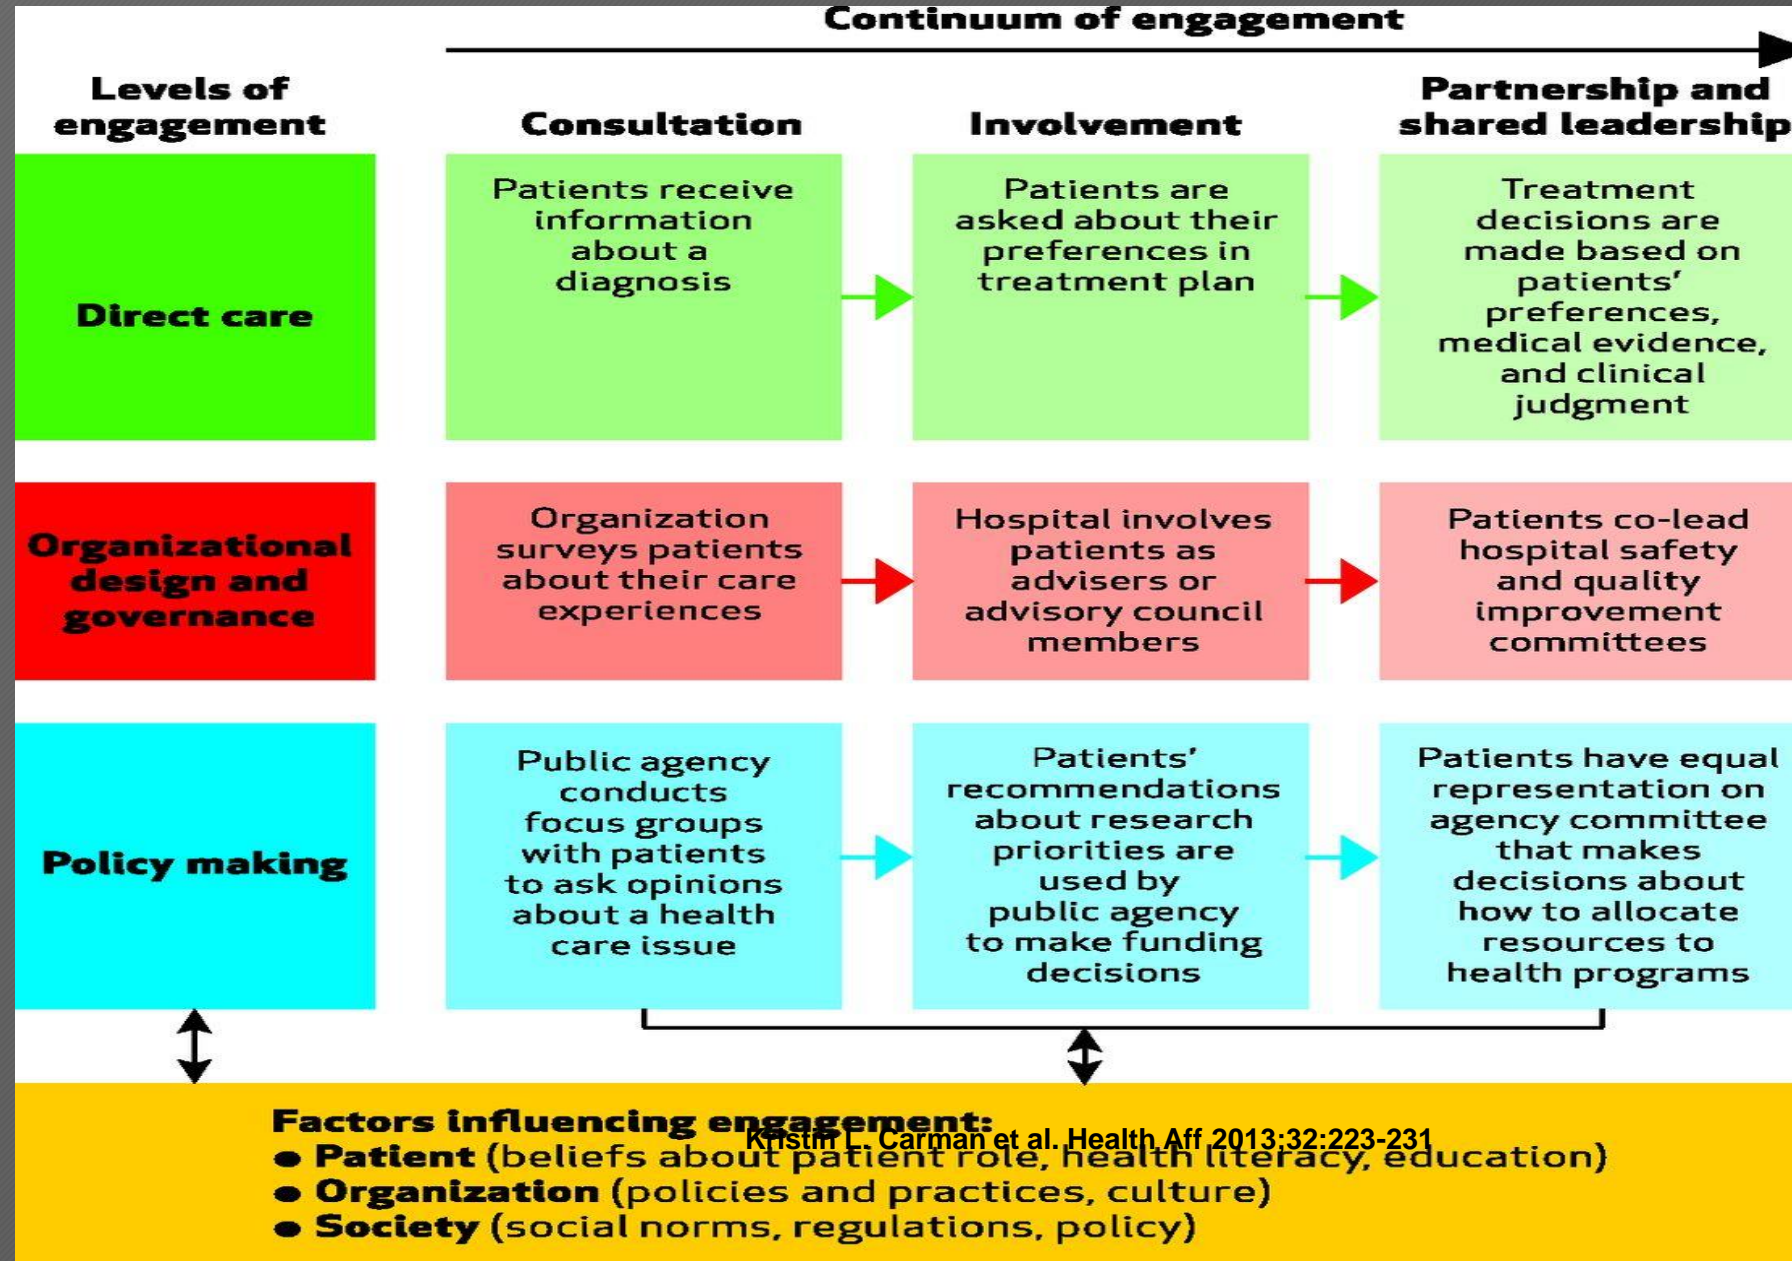 Continuum of engagement
Levels of
engagement
Consultation
Involvement
Partnership and
shared leadership
Direct care
Patients receive
information
about a
diagnosis
Patients are
asked about their
preferences in
treatment plan
Treatment
decisions are
made based on
patients'
preferences,
medical evidence,
and clinical
judgment
Organizational
design and
governance
Organization
surveys patients
about their care
experiences
Hospital involves
patients as
advisers or
advisory council
members
Patients co-lead
hospital safety
and quality
improvement
committees
Policy making
Public agency
conducts
focus groups
with patients
to ask opinions
about a health
care issue
Patients'
recommendations
about research
priorities are
used by
public agency
to make funding
decisions
Patients have equal
representation on
agency committee
that makes
decisions about
how to allocate
resources to
health programs
Factors influencing engagement:
Kristin L. Carman et al. Health Aff 2013;32:223-231
● Patient (beliefs about patient role, health literacy, education)
● Organization (policies and practices, culture)
● Society (social norms, regulations, policy)